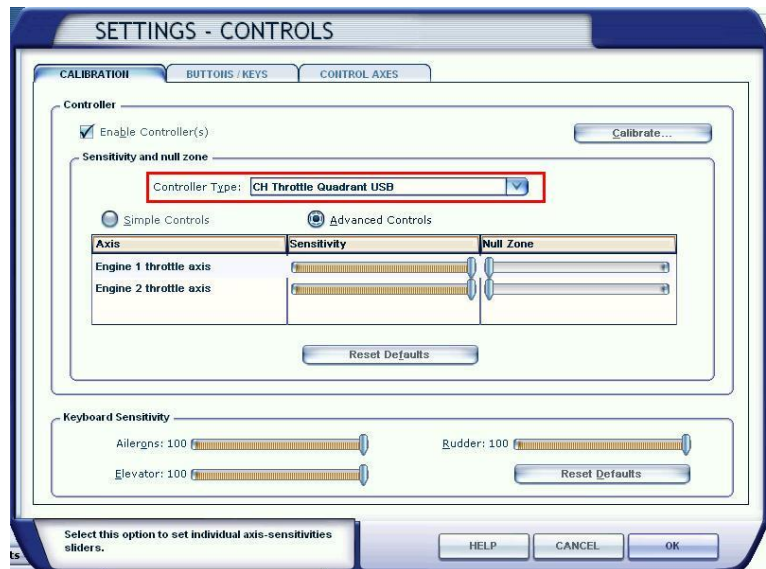 SETTINGS - CONTROLS
CALIBRATION BUTTONS / KEYS CONTROL AXES
Controller
Enable Controller(s) Calibrate...
Sensitivity and null zone
Controller Type: CH Throttle Quadrant USB
Simple Controls Advanced Controls
Axis Sensitivity Null Zone
Engine 1 throttle axis
Engine 2 throttle axis
Reset Defaults
Keyboard Sensitivity
Ailerons: 100 Rudder: 100
Elevator: 100 Reset Defaults
Select this option to set individual axis-sensitivities
sliders.
HELP CANCEL OK
ts